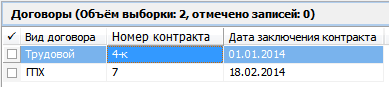 Договоры (Объём выборки: 2, отмечено записей: 0)
✓ Вид договора Номер контракта Дата заключения контракта
Трудовой 4-к 01.01.2014
ГПХ 7 18.02.2014